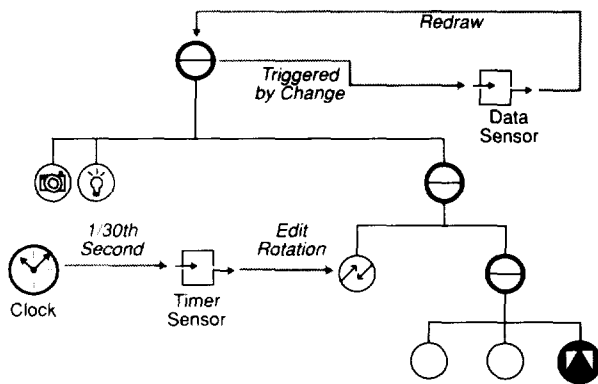 Redraw
Triggered
by Change
Data
Sensor
1/30th
Second
Edit
Rotation
Clock
Timer
Sensor